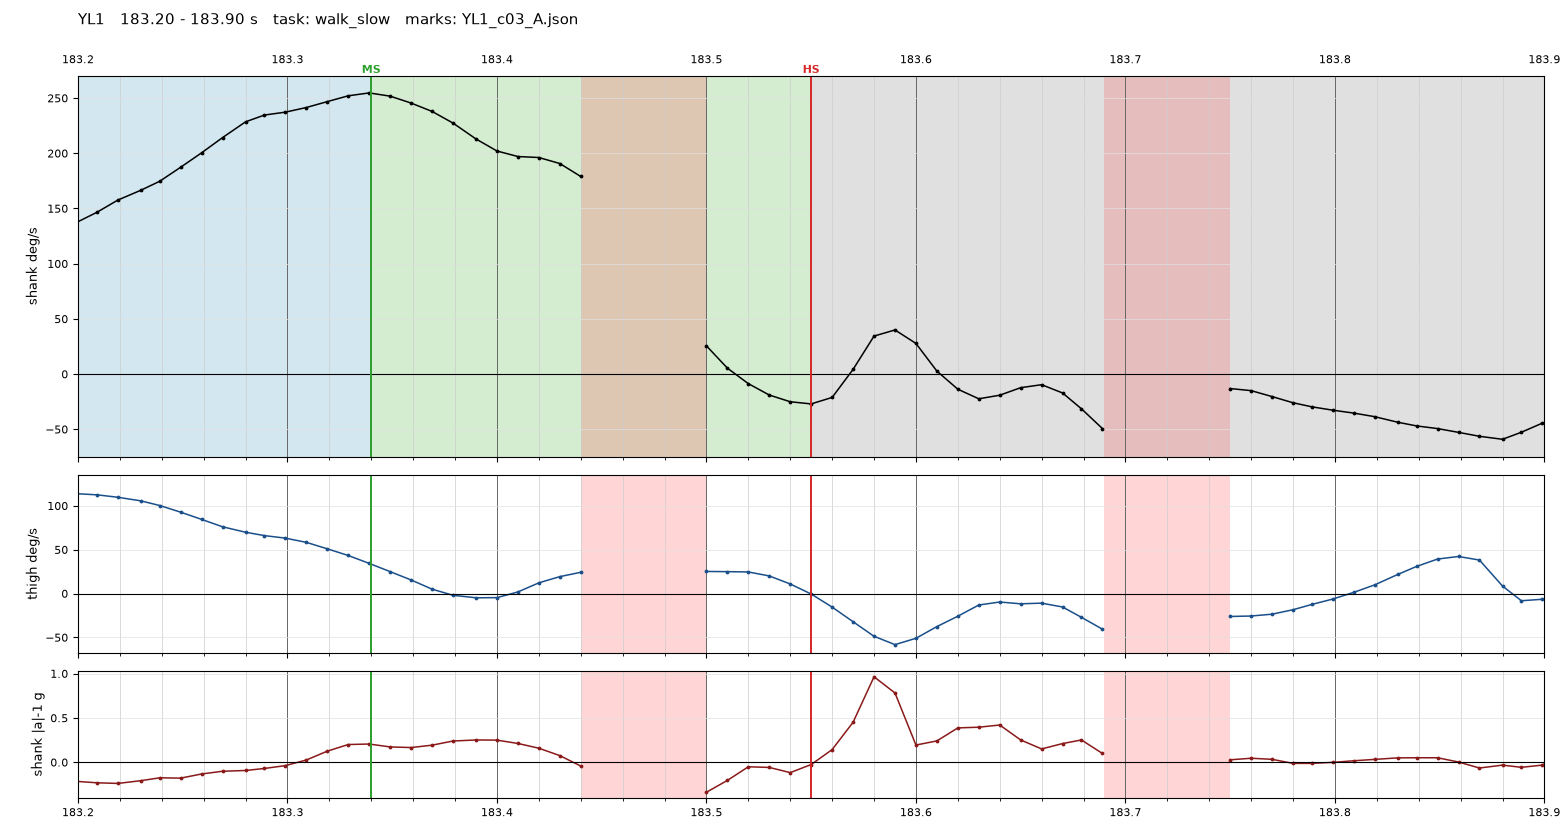 YL1   183.20 - 183.90 s   task: walk_slow   marks: YL1_c03_A.json
183.2 183.3 183.4 183.5 183.6 183.7 183.8 183.9
MS HS
shank deg/s
250
200
150
100
50
0
−50
thigh deg/s
100
50
0
−50
shank |a|-1 g
1.0
0.5
0.0
183.2 183.3 183.4 183.5 183.6 183.7 183.8 183.9